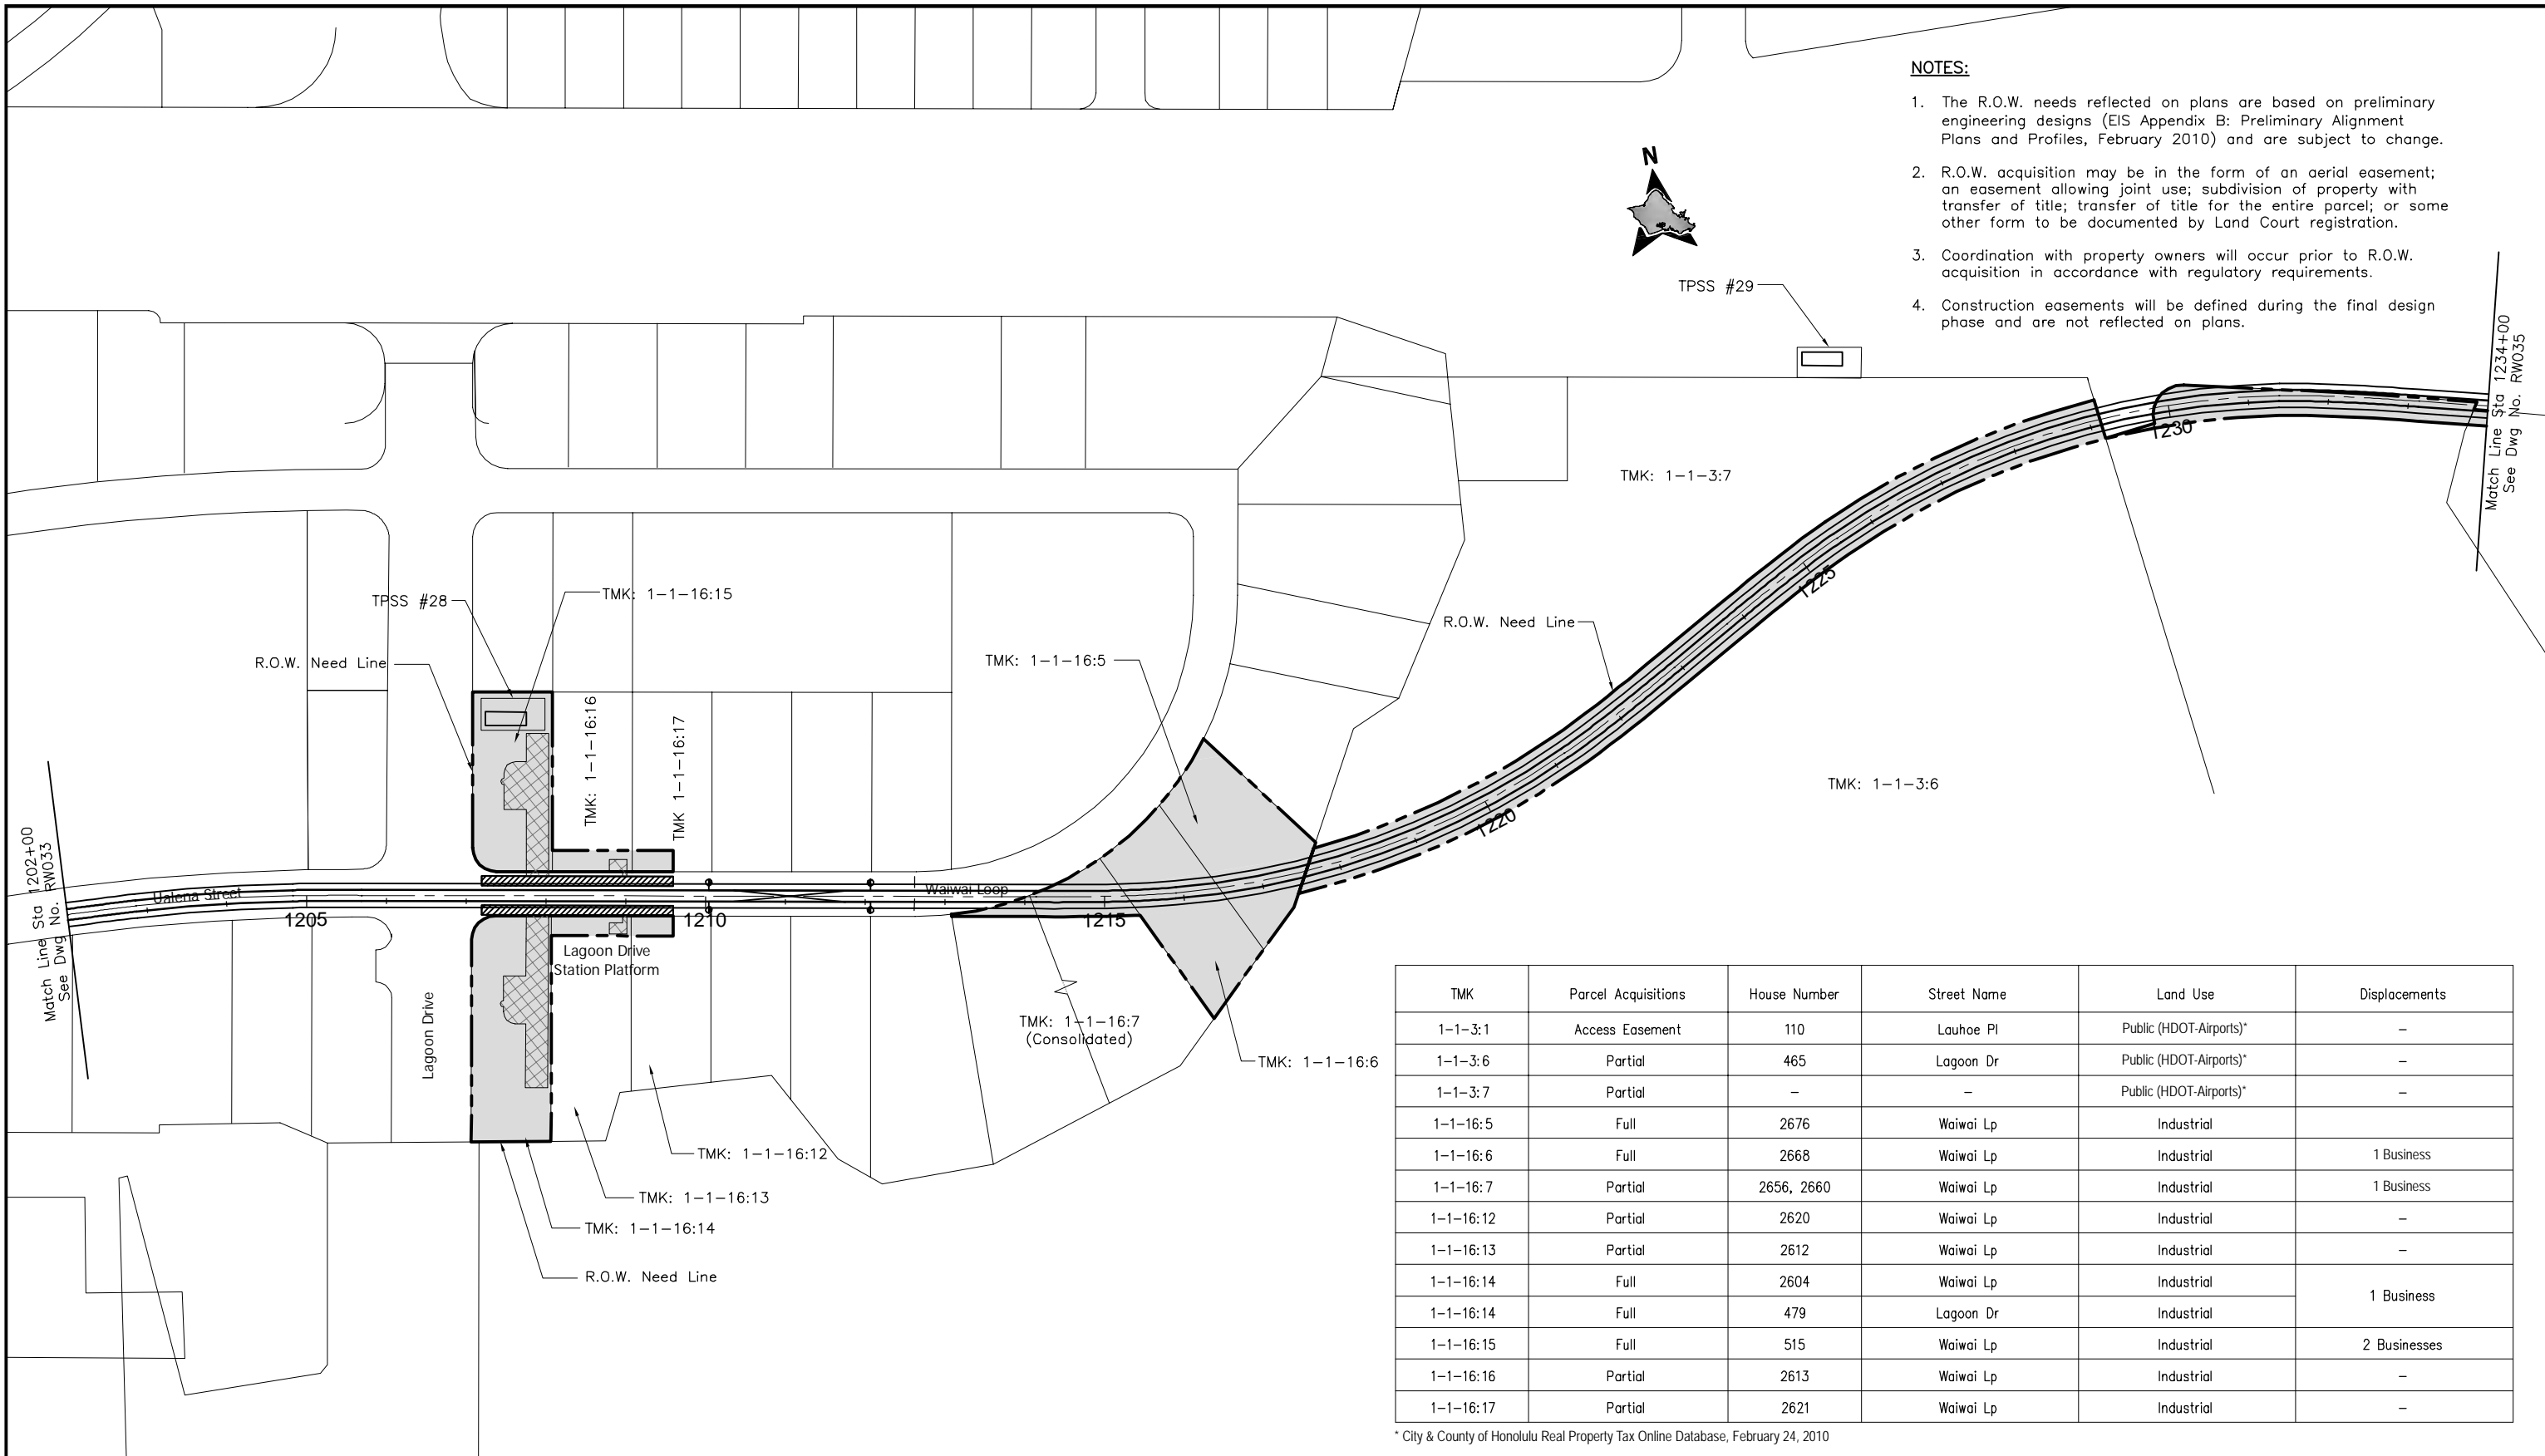 NOTES:
1. The R.O.W. needs reflected on plans are based on preliminary
engineering designs (EIS Appendix B: Preliminary Alignment
Plans and Profiles, February 2010) and are subject to change.
2. R.O.W. acquisition may be in the form of an aerial easement;
an easement allowing joint use; subdivision of property with
transfer of title; transfer of title for the entire parcel; or some
other form to be documented by Land Court registration.
3. Coordination with property owners will occur prior to R.O.W.
acquisition in accordance with regulatory requirements.
4. Construction easements will be defined during the final design
phase and are not reflected on plans.
N
TPSS #29
Match Line Sta 1234+00
See Dwg No. RW035
1230
TMK: 1-1-3:7
1225
TPSS #28
TMK: 1-1-16:15
R.O.W. Need Line
R.O.W. Need Line
TMK: 1-1-16:5
TMK: 1-1-16:16
TMK 1-1-16:17
TMK: 1-1-3:6
1220
Match Line Sta 1202+00
See Dwg No. RW033
Ualena Street
1205
1210
Waiwai Loop
1215
Lagoon Drive
Station Platform
Lagoon Drive
TMK: 1-1-16:7
(Consolidated)
TMK: 1-1-16:6
TMK: 1-1-16:12
TMK: 1-1-16:13
TMK: 1-1-16:14
R.O.W. Need Line
TMK Parcel Acquisitions House Number Street Name Land Use Displacements
1-1-3:1 Access Easement 110 Lauhoe Pl Public (HDOT-Airports)* -
1-1-3:6 Partial 465 Lagoon Dr Public (HDOT-Airports)* -
1-1-3:7 Partial - - Public (HDOT-Airports)* -
1-1-16:5 Full 2676 Waiwai Lp Industrial
1-1-16:6 Full 2668 Waiwai Lp Industrial 1 Business
1-1-16:7 Partial 2656, 2660 Waiwai Lp Industrial 1 Business
1-1-16:12 Partial 2620 Waiwai Lp Industrial -
1-1-16:13 Partial 2612 Waiwai Lp Industrial -
1-1-16:14 Full 2604 Waiwai Lp Industrial 1 Business
1-1-16:14 Full 479 Lagoon Dr Industrial
1-1-16:15 Full 515 Waiwai Lp Industrial 2 Businesses
1-1-16:16 Partial 2613 Waiwai Lp Industrial -
1-1-16:17 Partial 2621 Waiwai Lp Industrial -
* City & County of Honolulu Real Property Tax Online Database, February 24, 2010